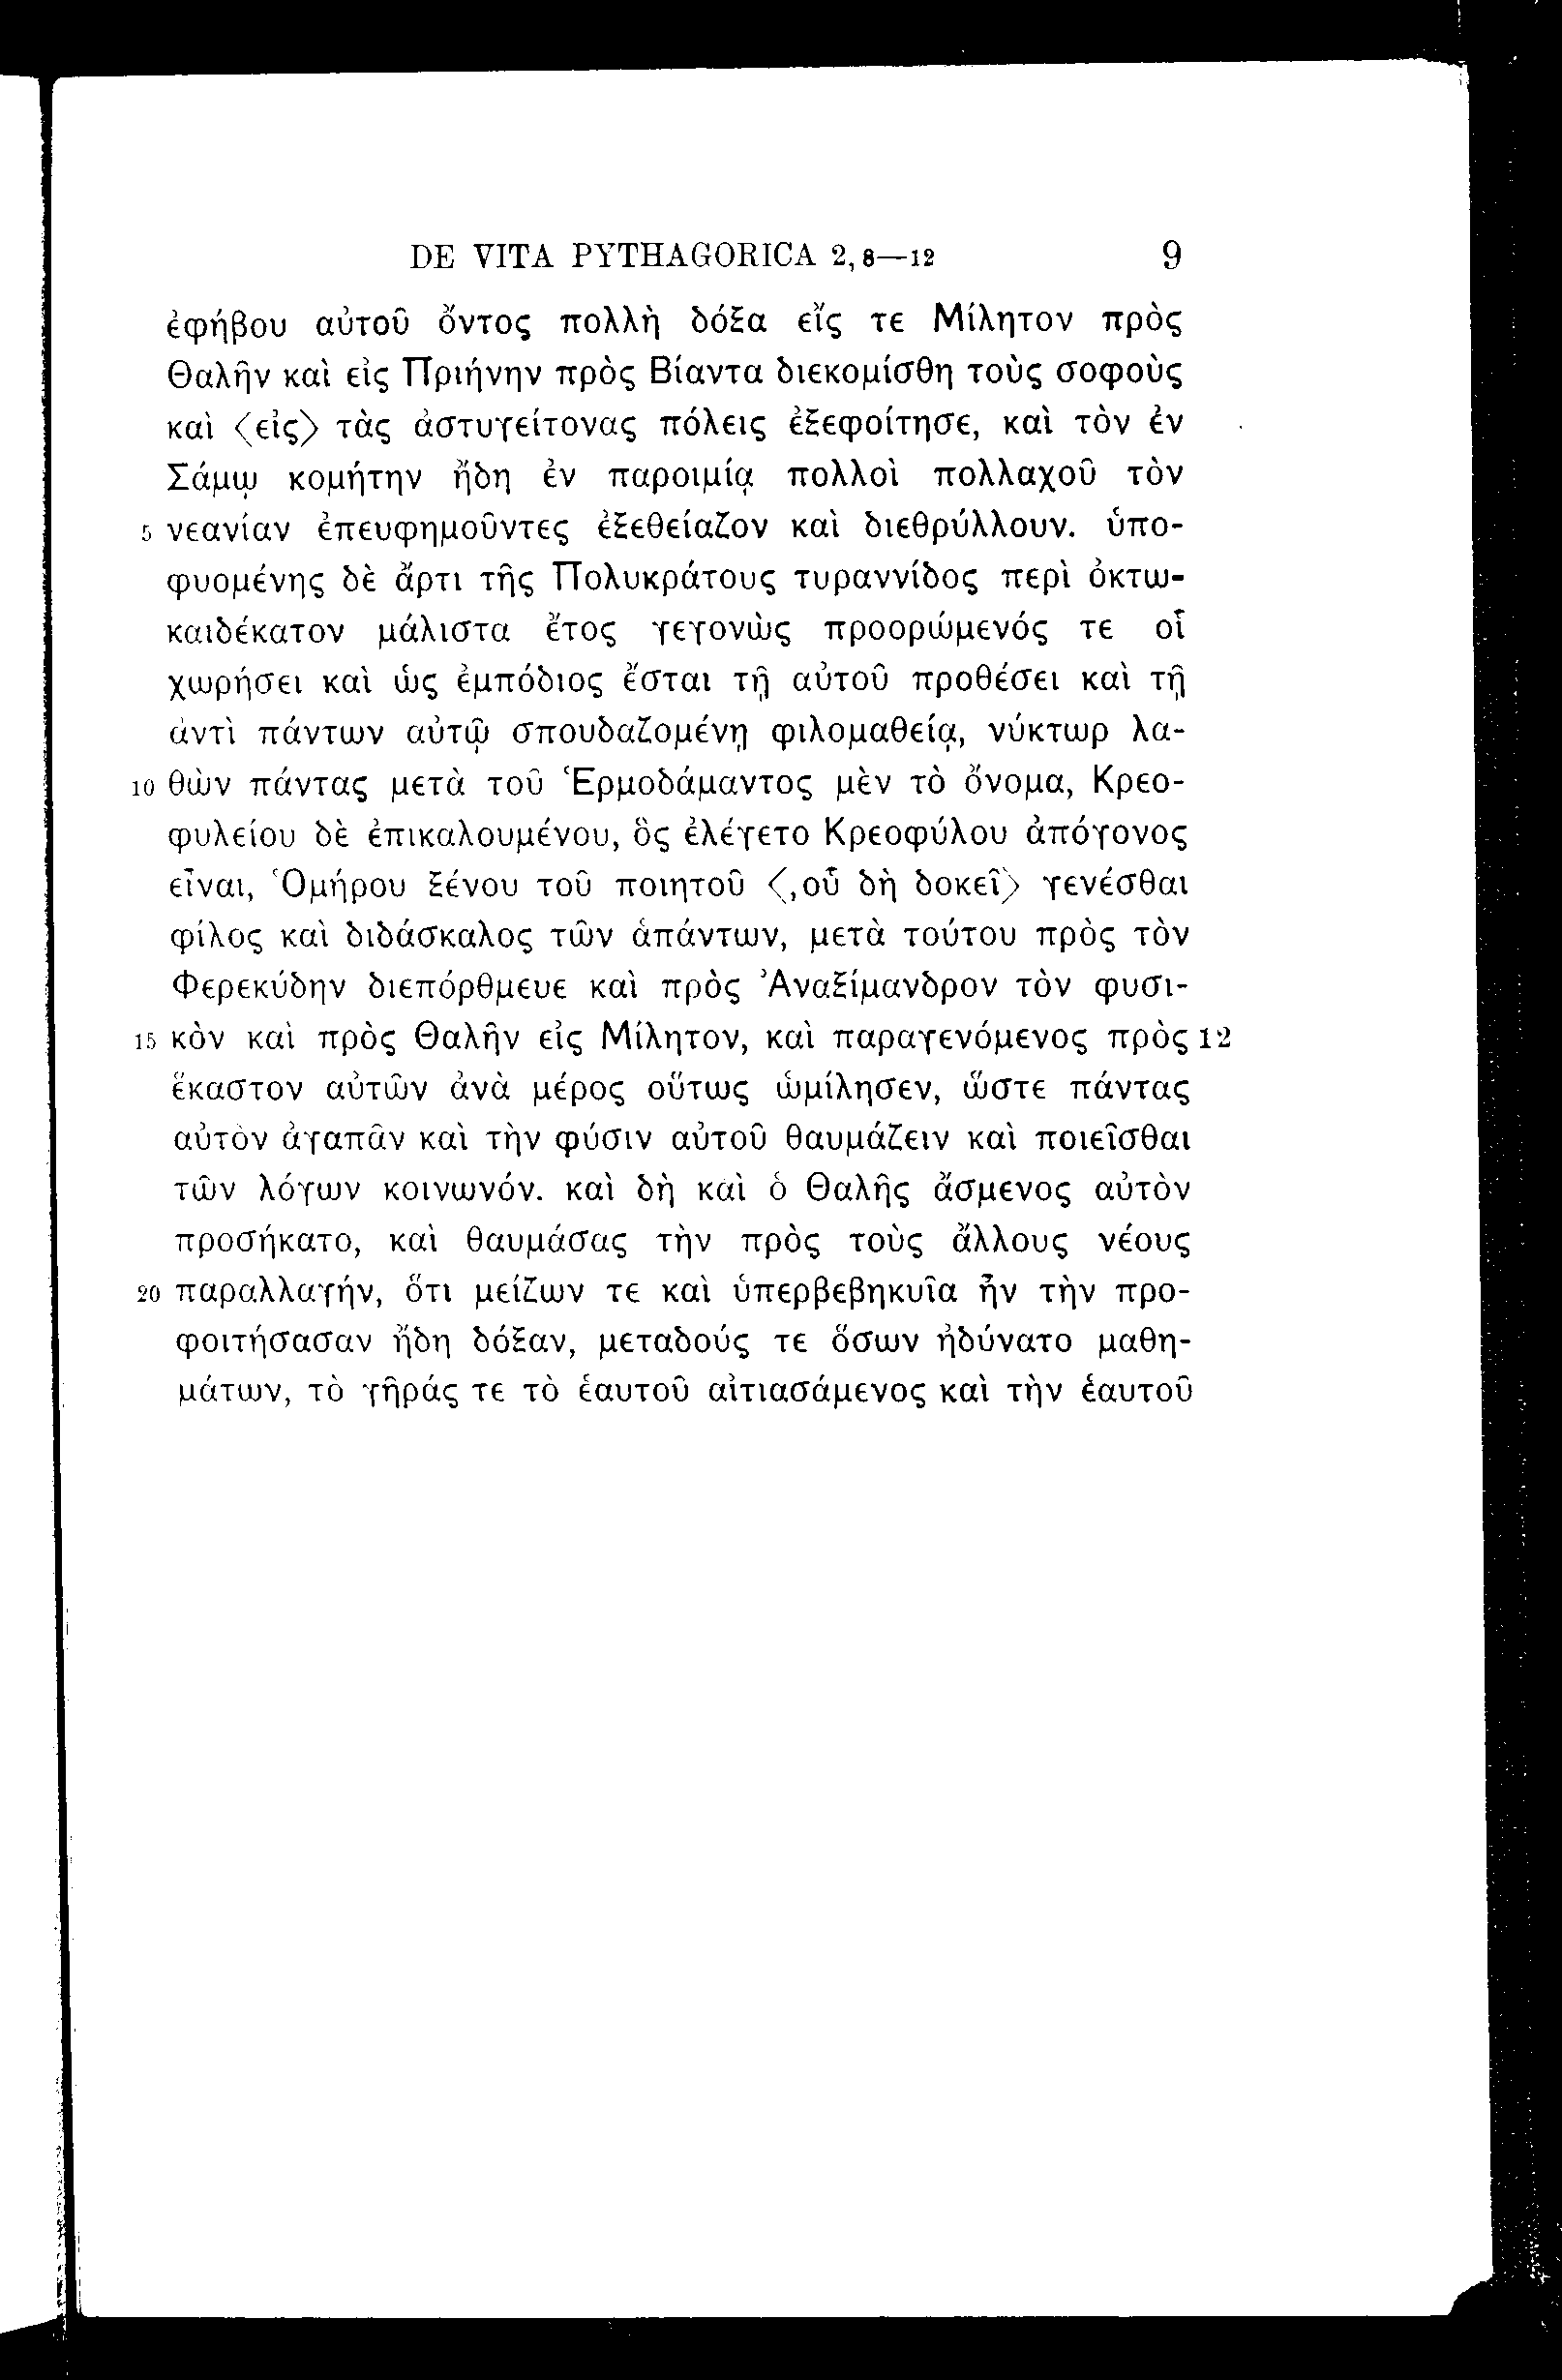 DE VITA PYTHAGORICA 2, 8—12 9
ἐφήβου αὐτοῦ ὄντος πολλὴ δόξα εἴς τε Μίλητον πρὸς
Θαλῆν καὶ εἰς Πριήνην πρὸς Βίαντα διεκομίσθη τοὺς σοφοὺς
καὶ ⟨εἰς⟩ τὰς ἀστυγείτονας πόλεις ἐξεφοίτησε, καὶ τὸν ἐν
Σάμῳ κομήτην ἤδη ἐν παροιμίᾳ πολλοὶ πολλαχοῦ τὸν
5 νεανίαν ἐπευφημοῦντες ἐξεθείαζον καὶ διεθρύλλουν. ὑπο-
φυομένης δὲ ἄρτι τῆς Πολυκράτους τυραννίδος περὶ ὀκτω-
καιδέκατον μάλιστα ἔτος γεγονὼς προορώμενός τε οἷ
χωρήσει καὶ ὡς ἐμπόδιος ἔσται τῇ αὐτοῦ προθέσει καὶ τῇ
ἀντὶ πάντων αὐτῷ σπουδαζομένῃ φιλομαθείᾳ, νύκτωρ λα-
10 θὼν πάντας μετὰ τοῦ Ἑρμοδάμαντος μὲν τὸ ὄνομα, Κρεο-
φυλείου δὲ ἐπικαλουμένου, ὃς ἐλέγετο Κρεοφύλου ἀπόγονος
εἶναι, Ὁμήρου ξένου τοῦ ποιητοῦ ⟨, οὗ δὴ δοκεῖ⟩ γενέσθαι
φίλος καὶ διδάσκαλος τῶν ἁπάντων, μετὰ τούτου πρὸς τὸν
Φερεκύδην διεπόρθμευε καὶ πρὸς Ἀναξίμανδρον τὸν φυσι-
15 κὸν καὶ πρὸς Θαλῆν εἰς Μίλητον, καὶ παραγενόμενος πρὸς 12
ἕκαστον αὐτῶν ἀνὰ μέρος οὕτως ὡμίλησεν, ὥστε πάντας
αὐτὸν ἀγαπᾶν καὶ τὴν φύσιν αὐτοῦ θαυμάζειν καὶ ποιεῖσθαι
τῶν λόγων κοινωνόν. καὶ δὴ καὶ ὁ Θαλῆς ἄσμενος αὐτὸν
προσήκατο, καὶ θαυμάσας τὴν πρὸς τοὺς ἄλλους νέους
20 παραλλαγήν, ὅτι μείζων τε καὶ ὑπερβεβηκυῖα ἦν τὴν προ-
φοιτήσασαν ἤδη δόξαν, μεταδούς τε ὅσων ἠδύνατο μαθη-
μάτων, τὸ γῆράς τε τὸ ἑαυτοῦ αἰτιασάμενος καὶ τὴν ἑαυτοῦ